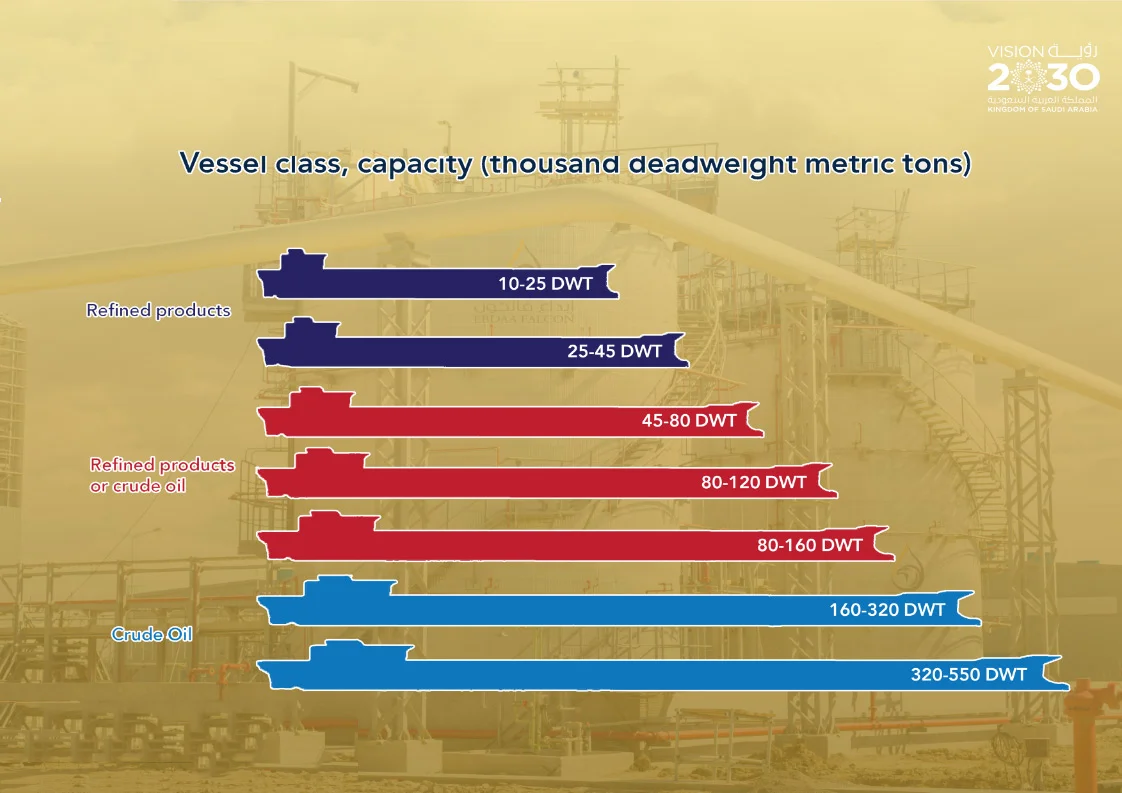 VISION رؤيـــة
2030
المملكة العربية السعودية
KINGDOM OF SAUDI ARABIA
Vessel class, capacity (thousand deadweight metric tons)
10-25 DWT
Refined products
25-45 DWT
45-80 DWT
Refined products
or crude oil
80-120 DWT
80-160 DWT
160-320 DWT
Crude Oil
320-550 DWT